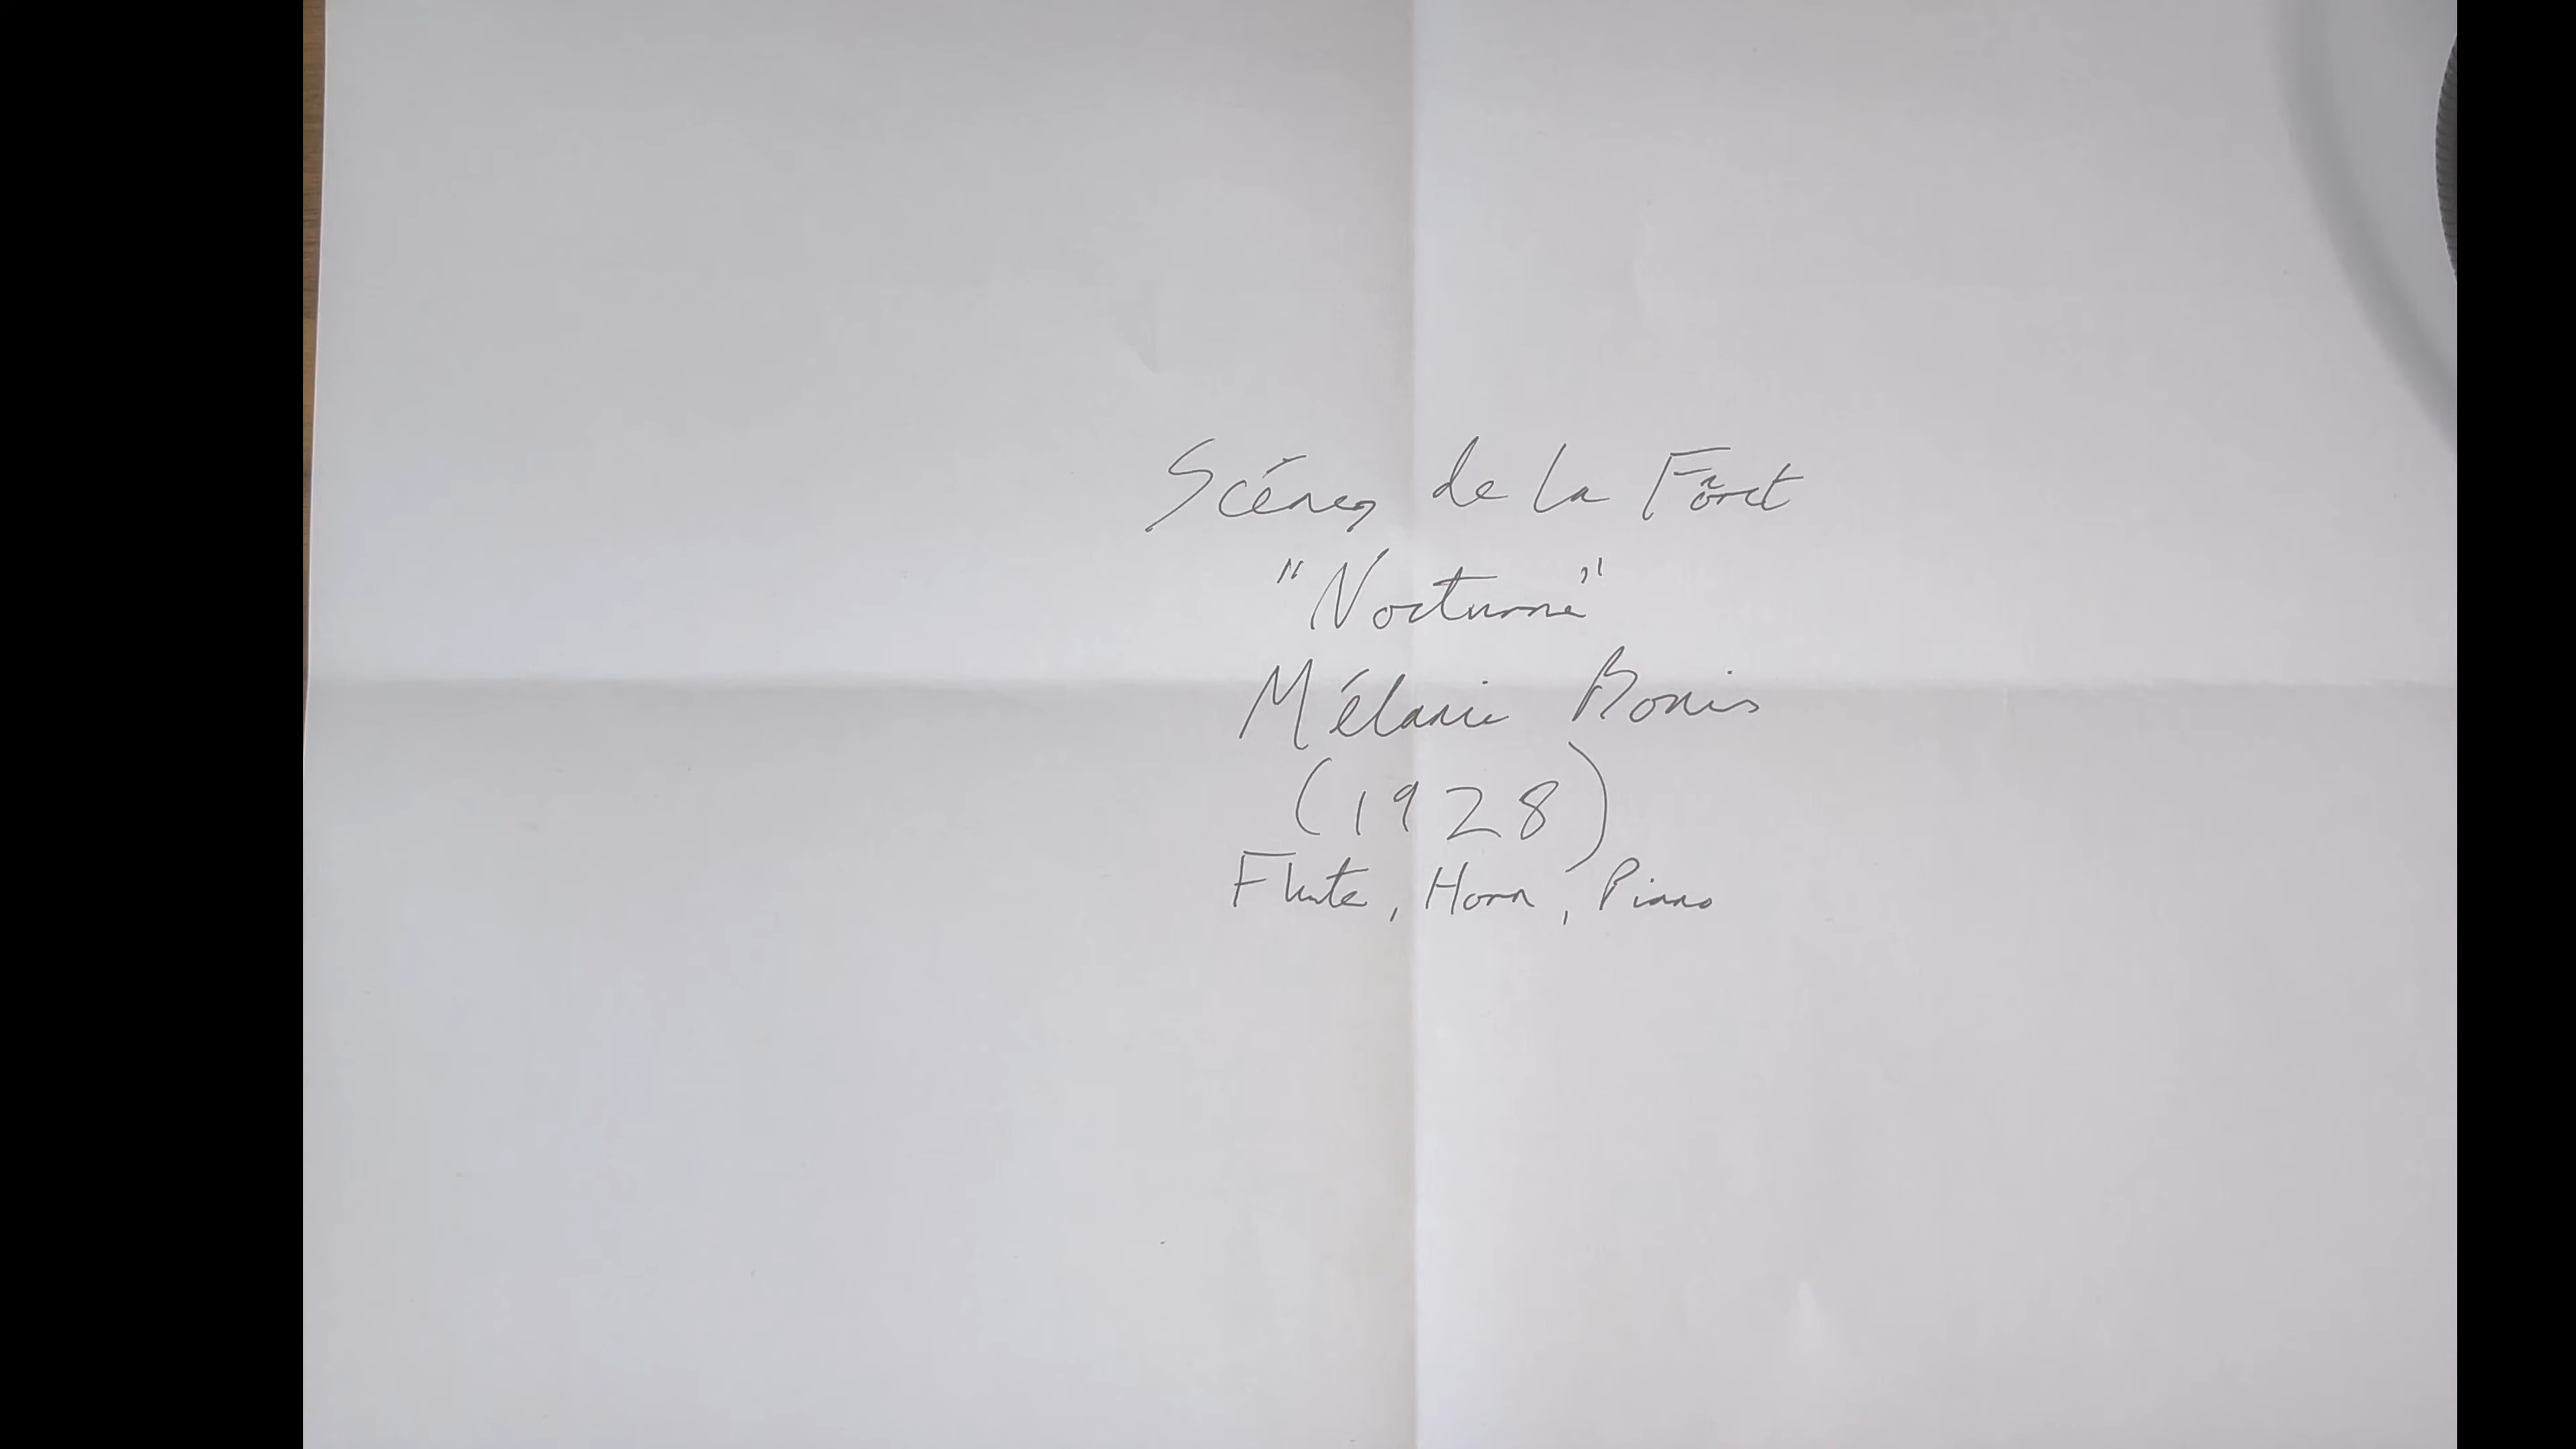 Scénes de la Fôret
"Nocturne"
Mélanie Bonis
(1928)
Flute, Horn, Piano